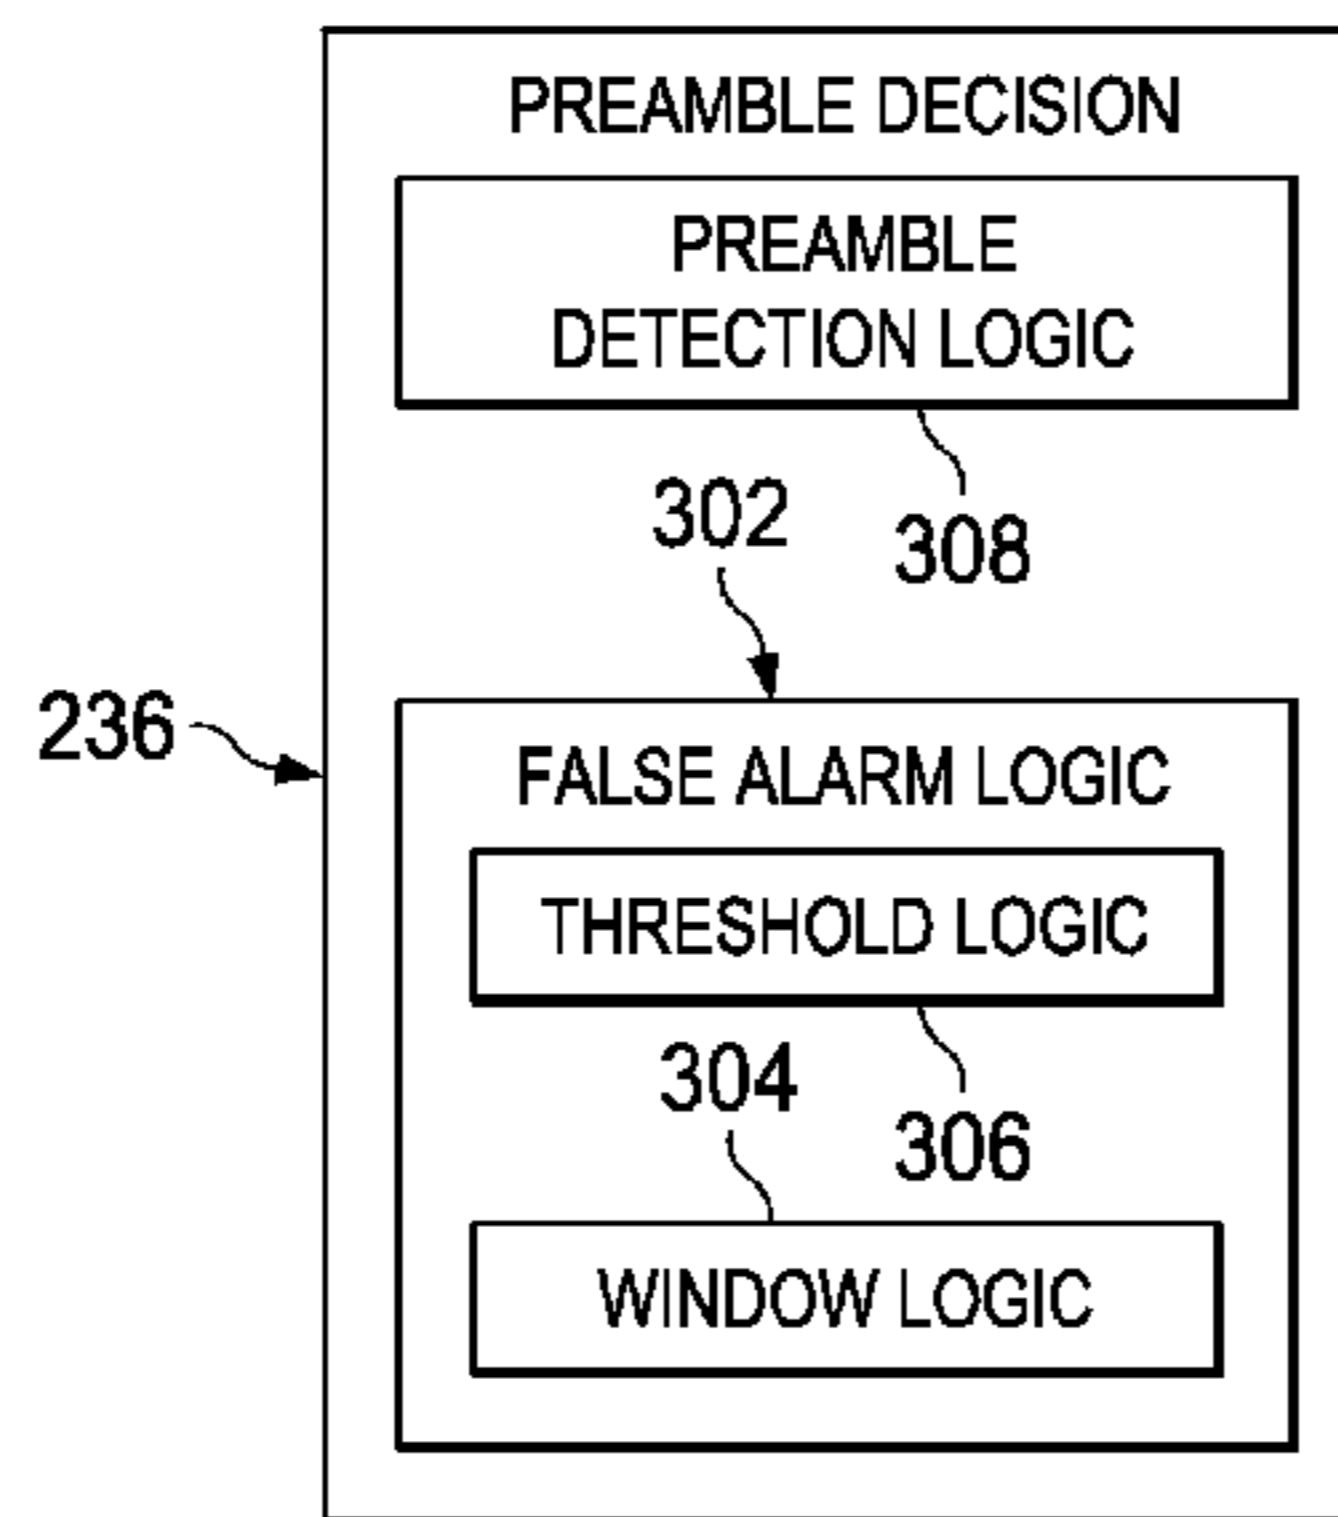 PREAMBLE DECISION
PREAMBLE
DETECTION LOGIC
302
308
236
FALSE ALARM LOGIC
THRESHOLD LOGIC
304
306
WINDOW LOGIC